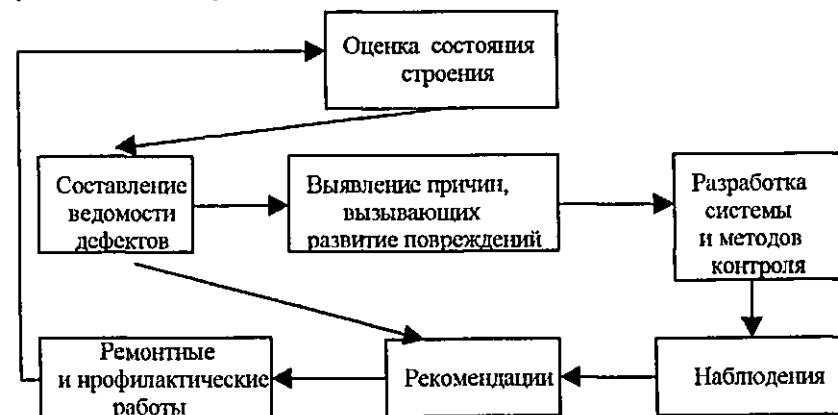 Оценка состояния
строения
Составление
ведомости
дефектов
Выявление причин,
вызывающих
развитие повреждений
Разработка
системы
и методов
контроля
Ремонтные
и нрофилактические
работы
Рекомендации
Наблюдения